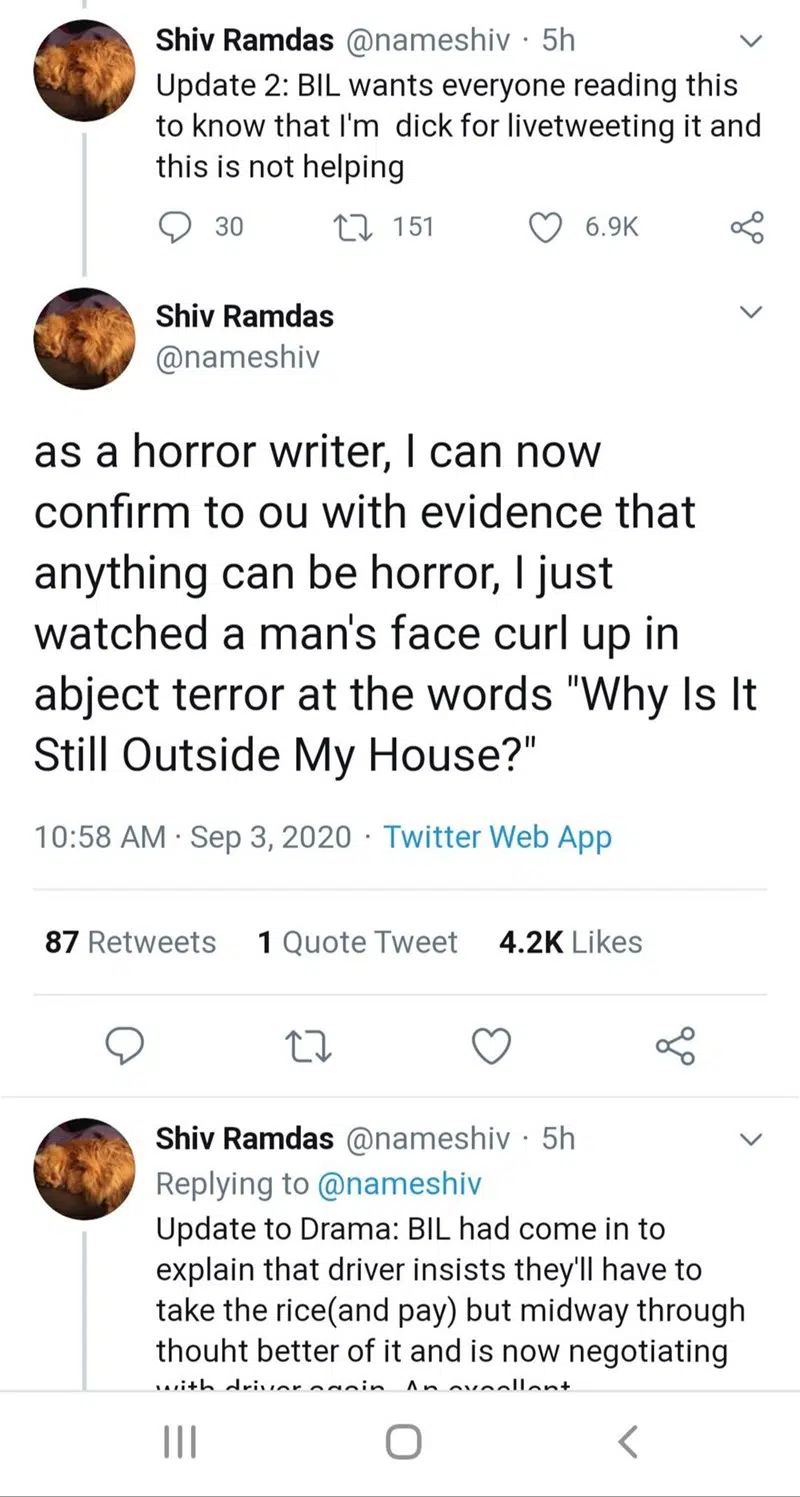 Shiv Ramdas @nameshiv · 5h
Update 2: BIL wants everyone reading this
to know that I'm dick for livetweeting it and
this is not helping
30 151 6.9K
Shiv Ramdas
@nameshiv
as a horror writer, I can now
confirm to ou with evidence that
anything can be horror, I just
watched a man's face curl up in
abject terror at the words "Why Is It
Still Outside My House?"
10:58 AM · Sep 3, 2020 · Twitter Web App
87 Retweets 1 Quote Tweet 4.2K Likes
Shiv Ramdas @nameshiv · 5h
Replying to @nameshiv
Update to Drama: BIL had come in to
explain that driver insists they'll have to
take the rice(and pay) but midway through
thouht better of it and is now negotiating
with driver again. An excellent